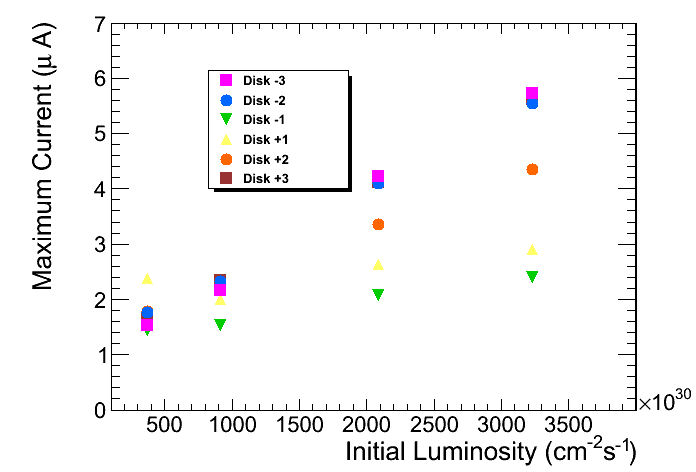 Maximum Current (μ A)
7
6
5
4
3
2
1
0
Disk -3
Disk -2
Disk -1
Disk +1
Disk +2
Disk +3
500 1000 1500 2000 2500 3000 3500
×10³⁰
Initial Luminosity (cm⁻²s⁻¹)